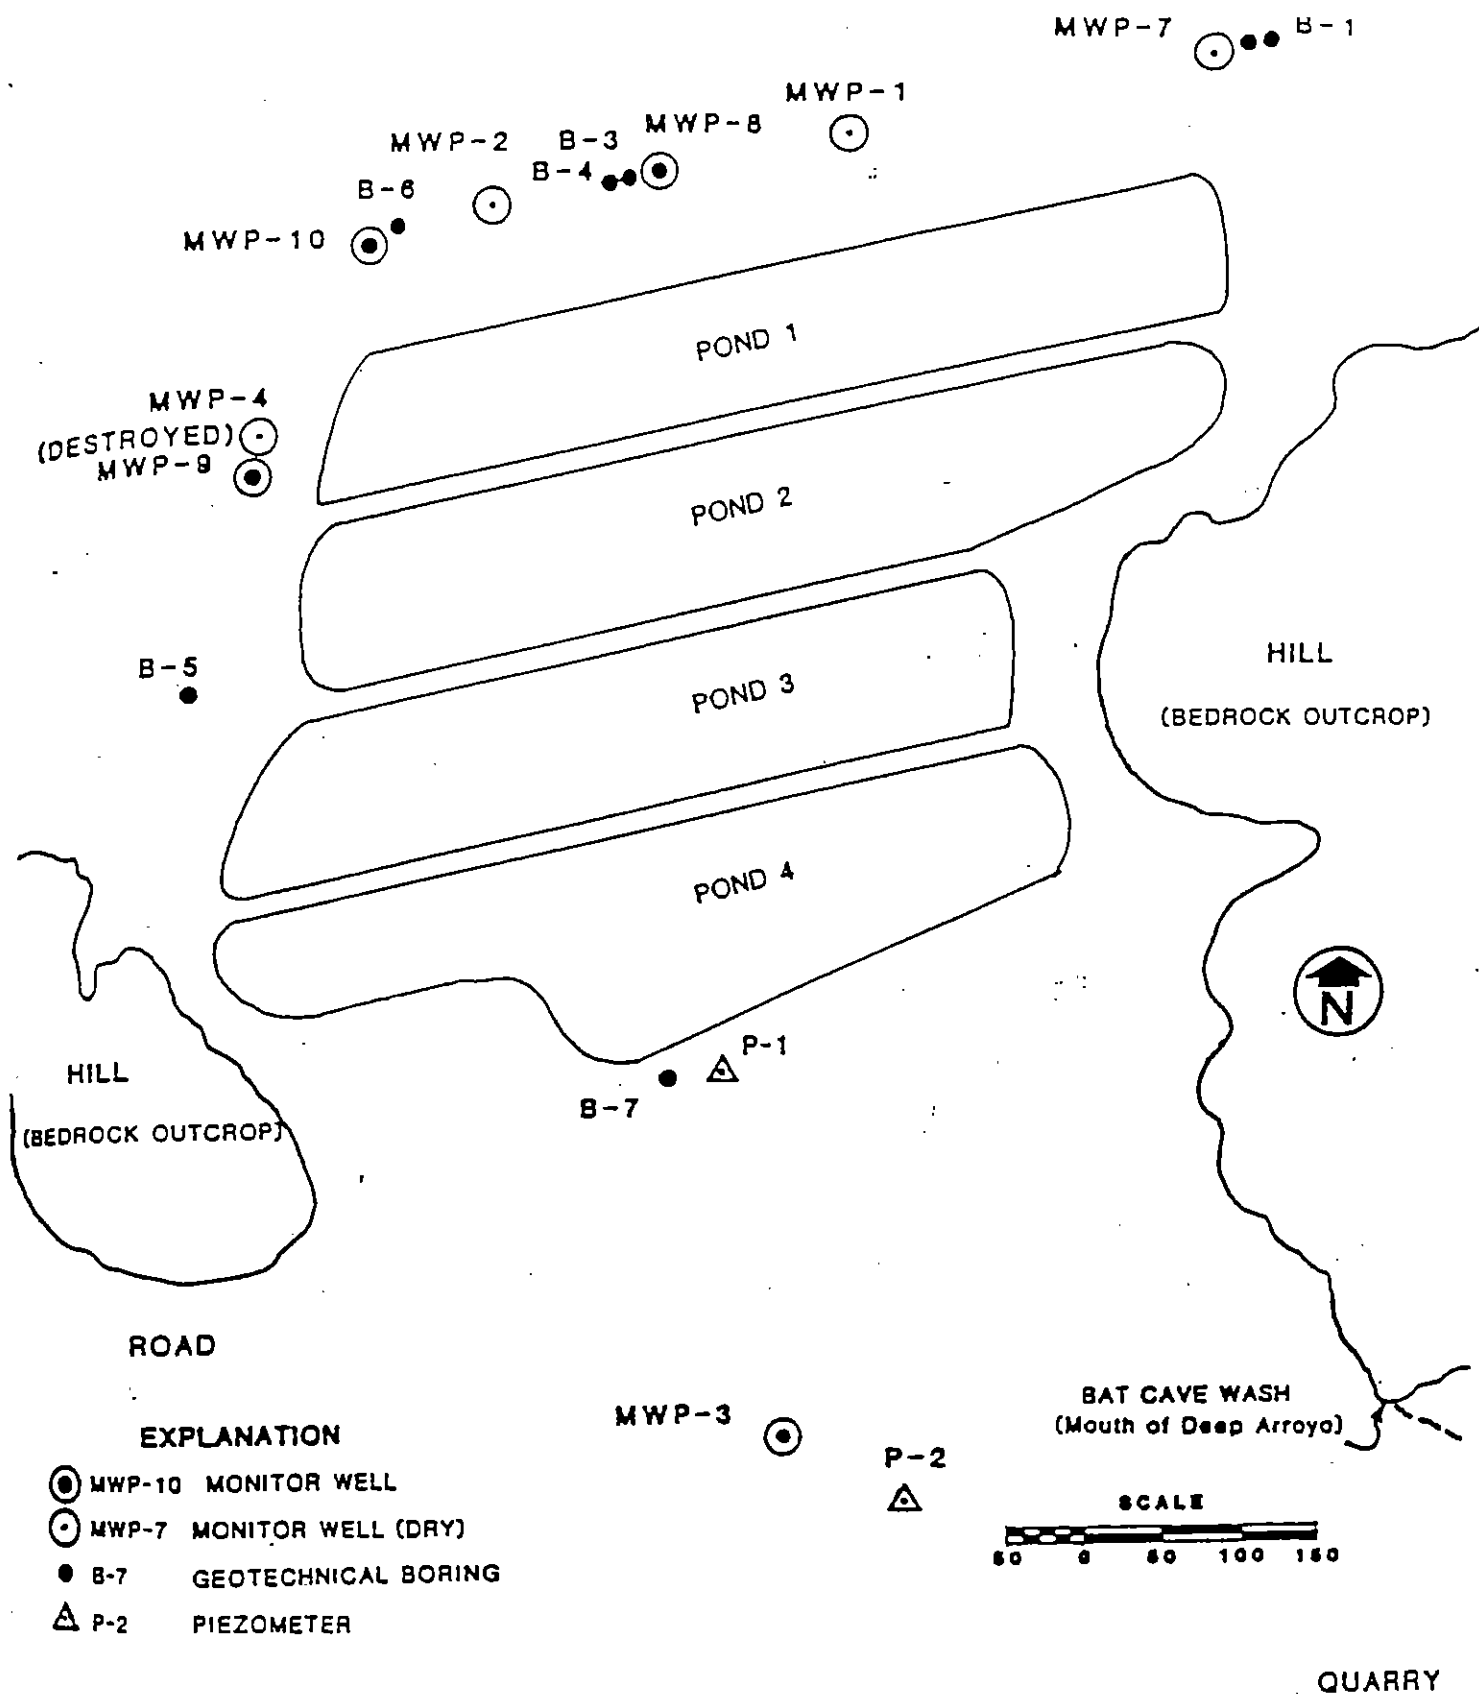 MWP-7
B-1
MWP-1
MWP-2
B-3
MWP-8
B-4
B-6
MWP-10
POND 1
MWP-4
(DESTROYED)
MWP-9
POND 2
B-5
HILL
(BEDROCK OUTCROP)
POND 3
POND 4
N
P-1
B-7
HILL
(BEDROCK OUTCROP)
ROAD
BAT CAVE WASH
(Mouth of Deep Arroyo)
MWP-3
P-2
EXPLANATION
MWP-10 MONITOR WELL
MWP-7 MONITOR WELL (DRY)
B-7 GEOTECHNICAL BORING
P-2 PIEZOMETER
SCALE
50 0 50 100 150
QUARRY